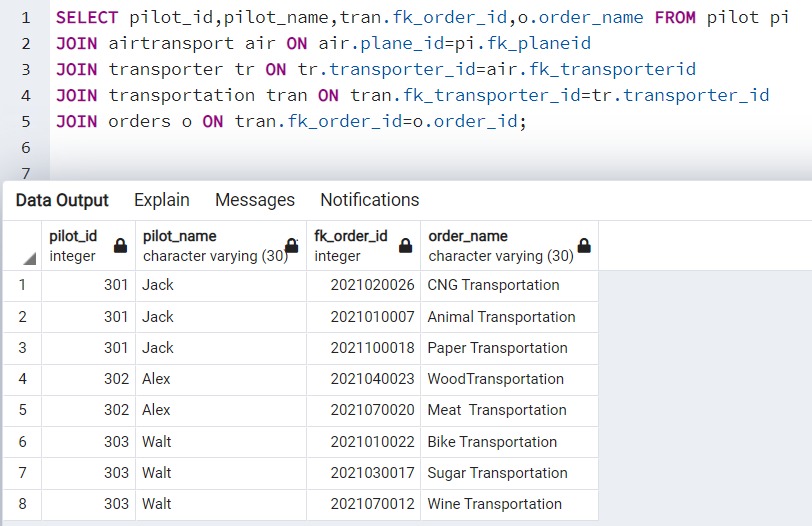 1 SELECT pilot_id,pilot_name,tran.fk_order_id,o.order_name FROM pilot pi
2 JOIN airtransport air ON air.plane_id=pi.fk_planeid
3 JOIN transporter tr ON tr.transporter_id=air.fk_transporterid
4 JOIN transportation tran ON tran.fk_transporter_id=tr.transporter_id
5 JOIN orders o ON tran.fk_order_id=o.order_id;
6
7
Data Output Explain Messages Notifications
pilot_id pilot_name fk_order_id order_name
integer character varying (30) integer character varying (30)
1 301 Jack 2021020026 CNG Transportation
2 301 Jack 2021010007 Animal Transportation
3 301 Jack 2021100018 Paper Transportation
4 302 Alex 2021040023 WoodTransportation
5 302 Alex 2021070020 Meat  Transportation
6 303 Walt 2021010022 Bike Transportation
7 303 Walt 2021030017 Sugar Transportation
8 303 Walt 2021070012 Wine Transportation